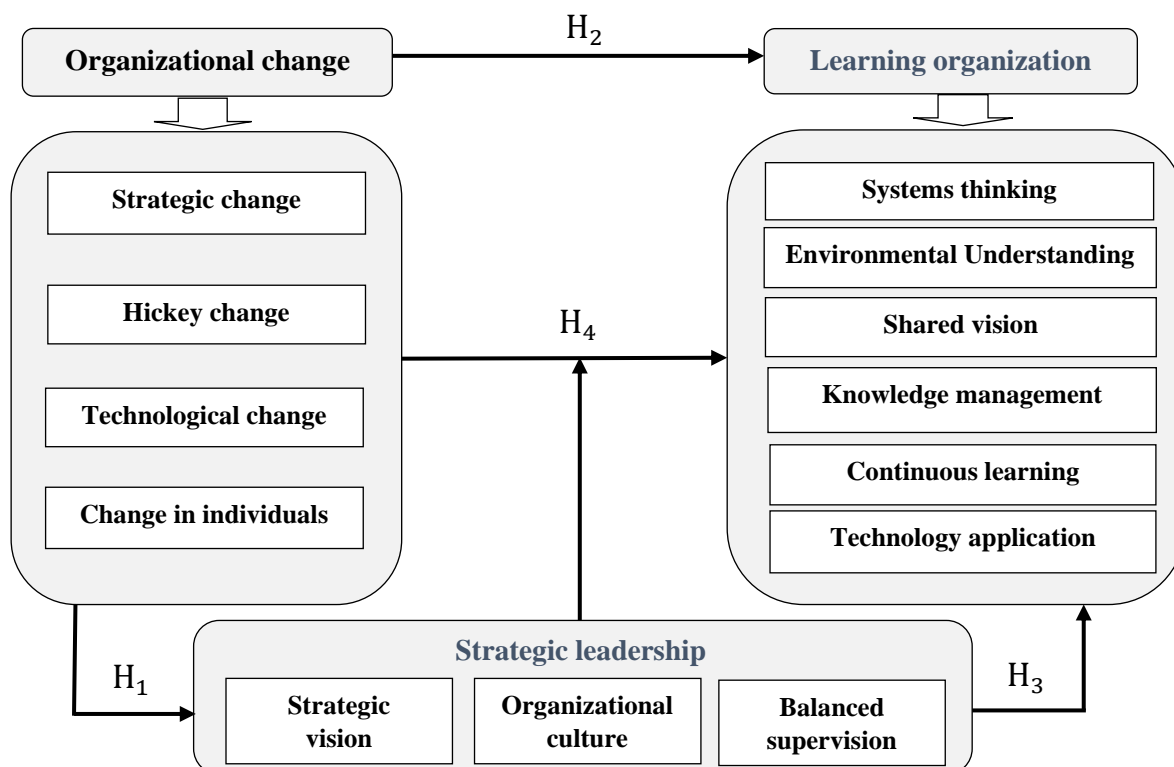 H2
Organizational change
Learning organization
Strategic change
Hickey change
Technological change
Change in individuals
H4
Systems thinking
Environmental Understanding
Shared vision
Knowledge management
Continuous learning
Technology application
H1
Strategic leadership
Strategic
vision
Organizational
culture
Balanced
supervision
H3